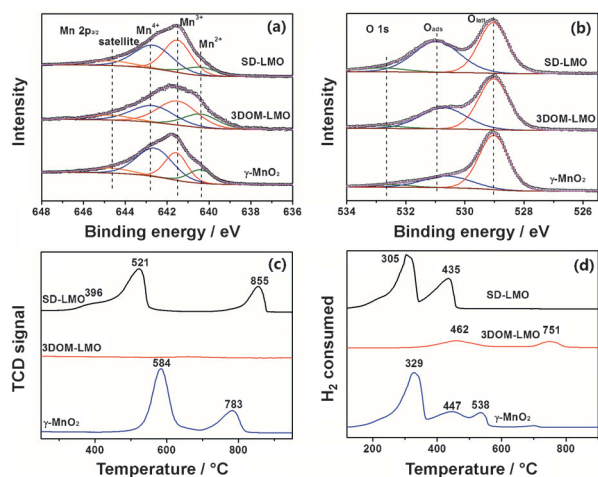 (a)
Mn 2p3/2
satellite
Mn4+
Mn3+
Mn2+
SD-LMO
3DOM-LMO
γ-MnO2
Intensity
648 646 644 642 640 638 636
Binding energy / eV
(b)
O 1s
Oads
Olatt
SD-LMO
3DOM-LMO
γ-MnO2
Intensity
534 532 530 528 526
Binding energy / eV
(c)
521
855
396
SD-LMO
3DOM-LMO
584
783
γ-MnO2
TCD signal
200 400 600 800
Temperature / °C
(d)
305
435
SD-LMO
462
3DOM-LMO
751
329
447
538
γ-MnO2
H2 consumed
200 400 600 800
Temperature / °C